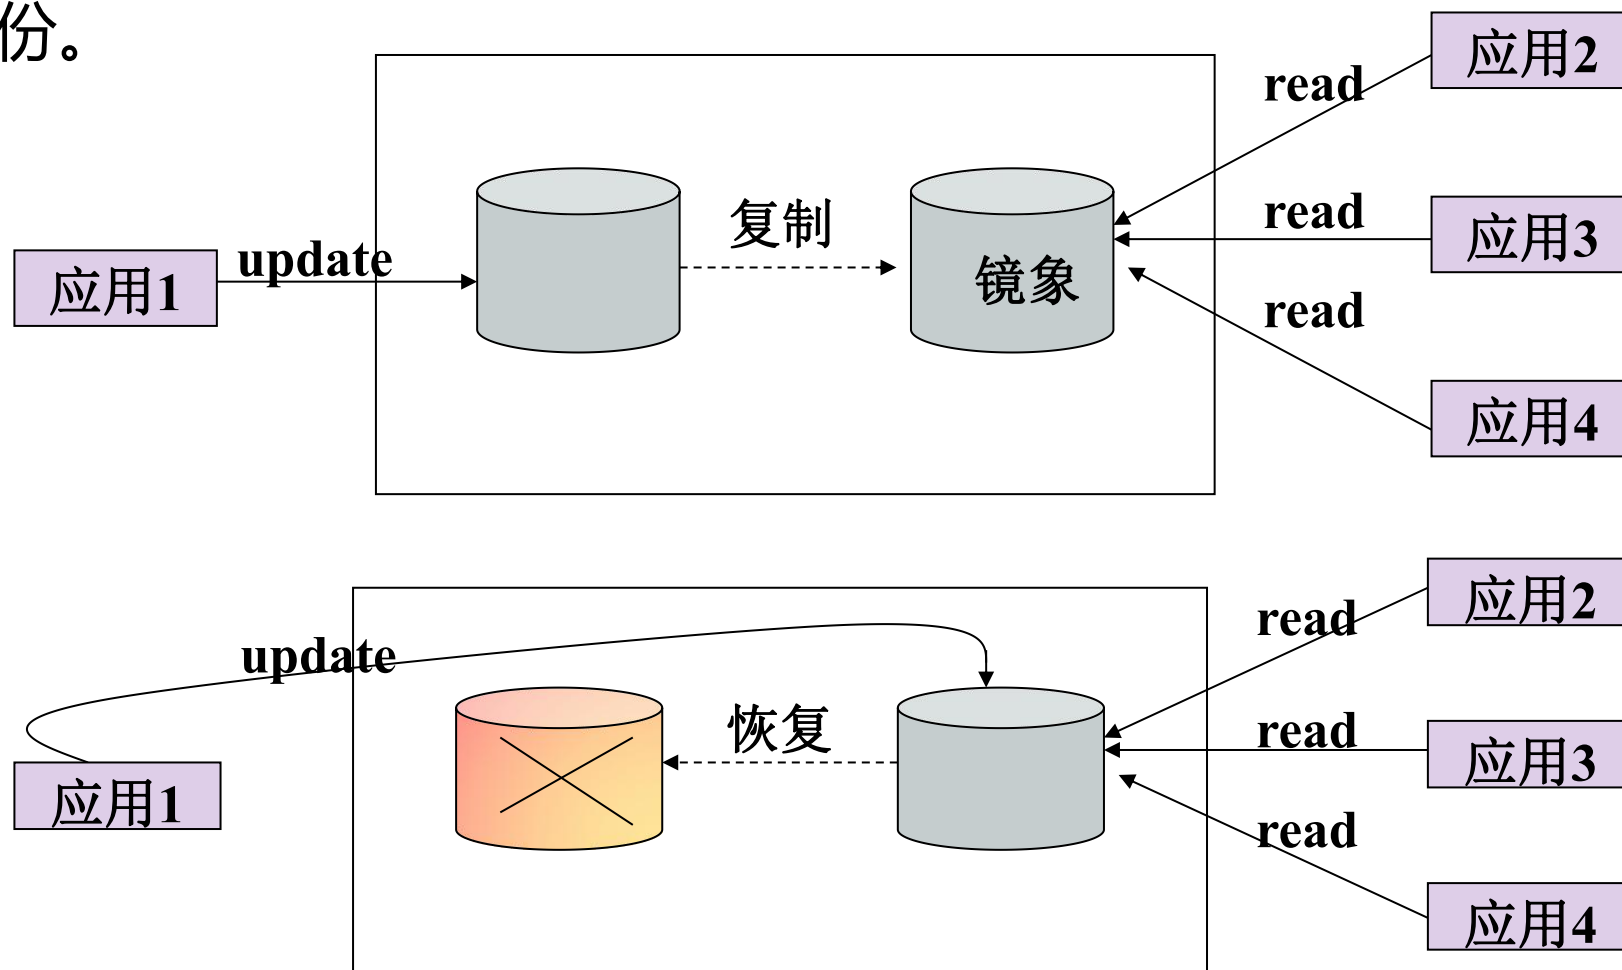 份。
应用2
read
复制
read
应用3
update
应用1
镜象
read
应用4
应用2
read
update
恢复
read
应用3
应用1
read
应用4